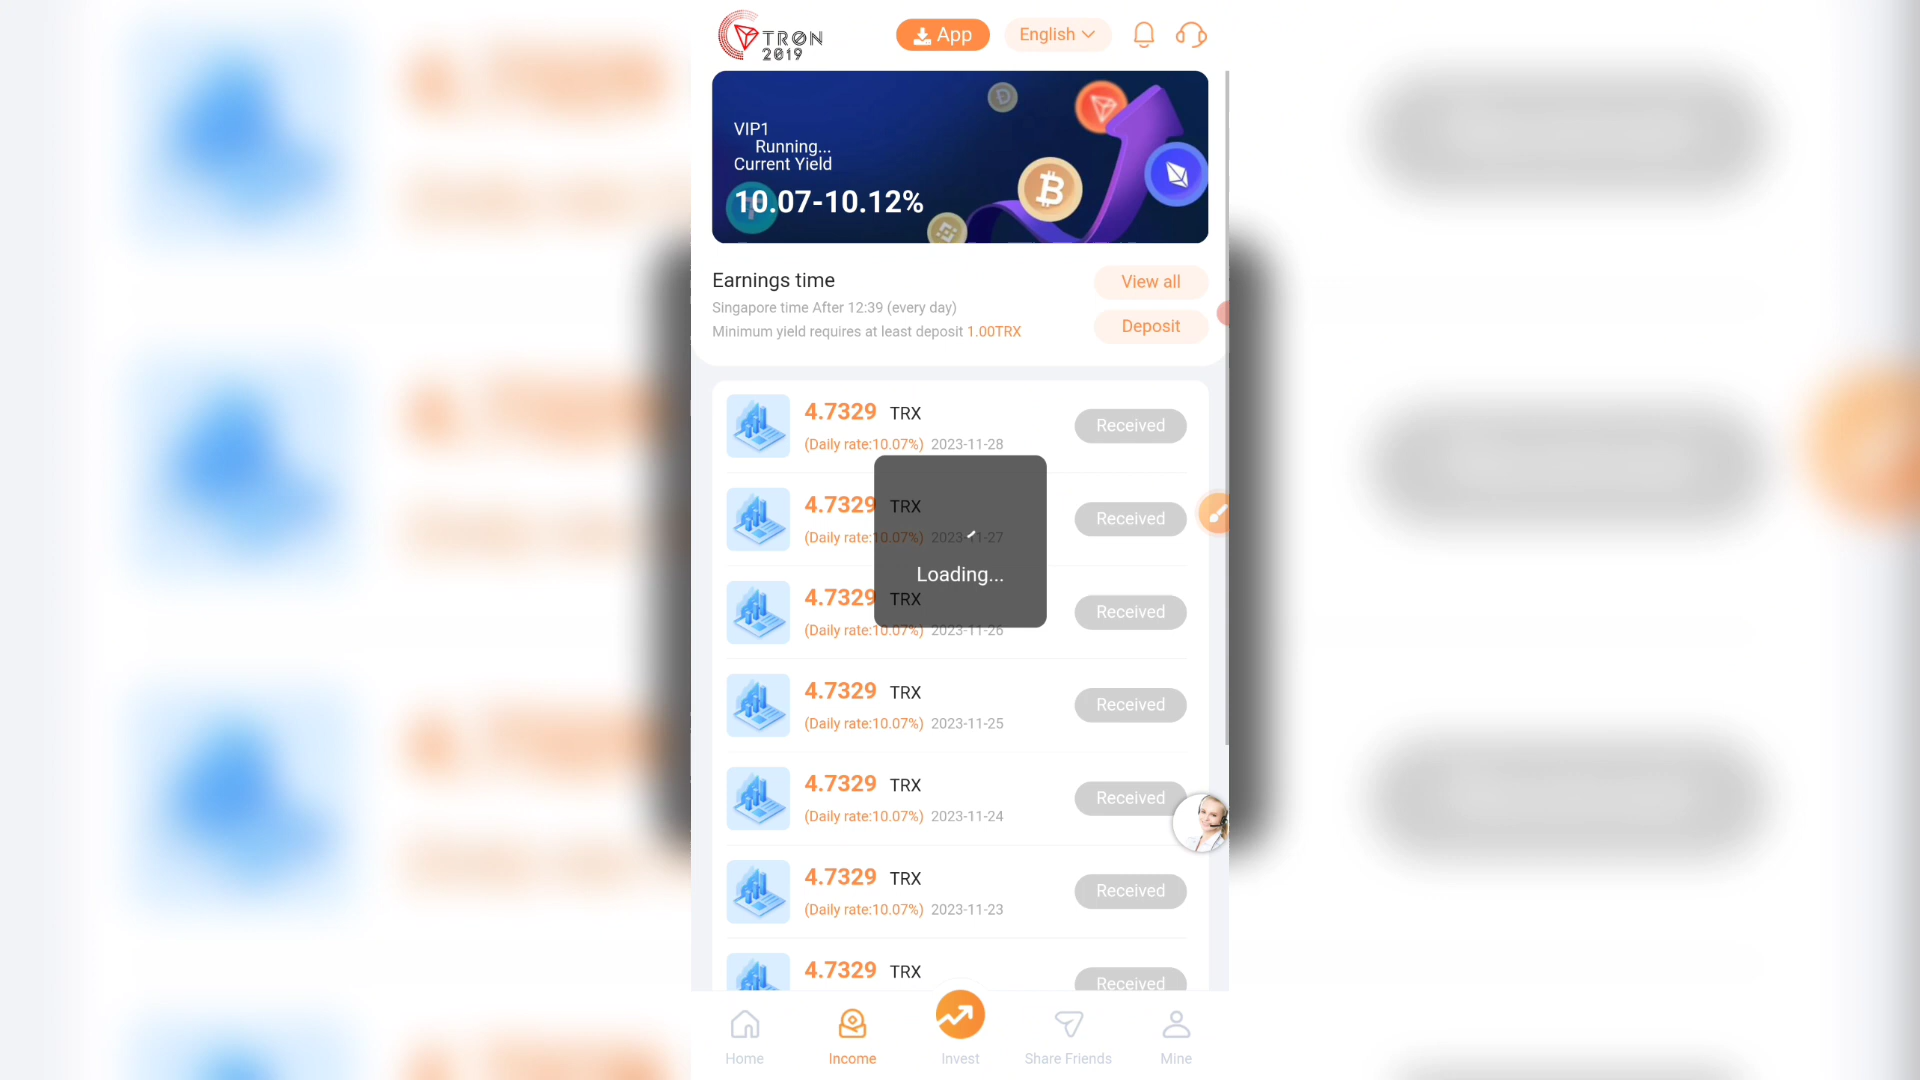 TRON
2019
App
English
VIP1
Running...
Current Yield
10.07-10.12%
Earnings time
View all
Singapore time After 12:39 (every day)
Minimum yield requires at least deposit 1.00TRX
Deposit
4.7329 TRX
(Daily rate:10.07%) 2023-11-28
Received
4.7329 TRX
(Daily rate:10.07%) 2023-11-27
Received
Loading...
4.7329 TRX
(Daily rate:10.07%) 2023-11-26
Received
4.7329 TRX
(Daily rate:10.07%) 2023-11-25
Received
4.7329 TRX
(Daily rate:10.07%) 2023-11-24
Received
4.7329 TRX
(Daily rate:10.07%) 2023-11-23
Received
4.7329 TRX
Received
Home
Income
Invest
Share Friends
Mine